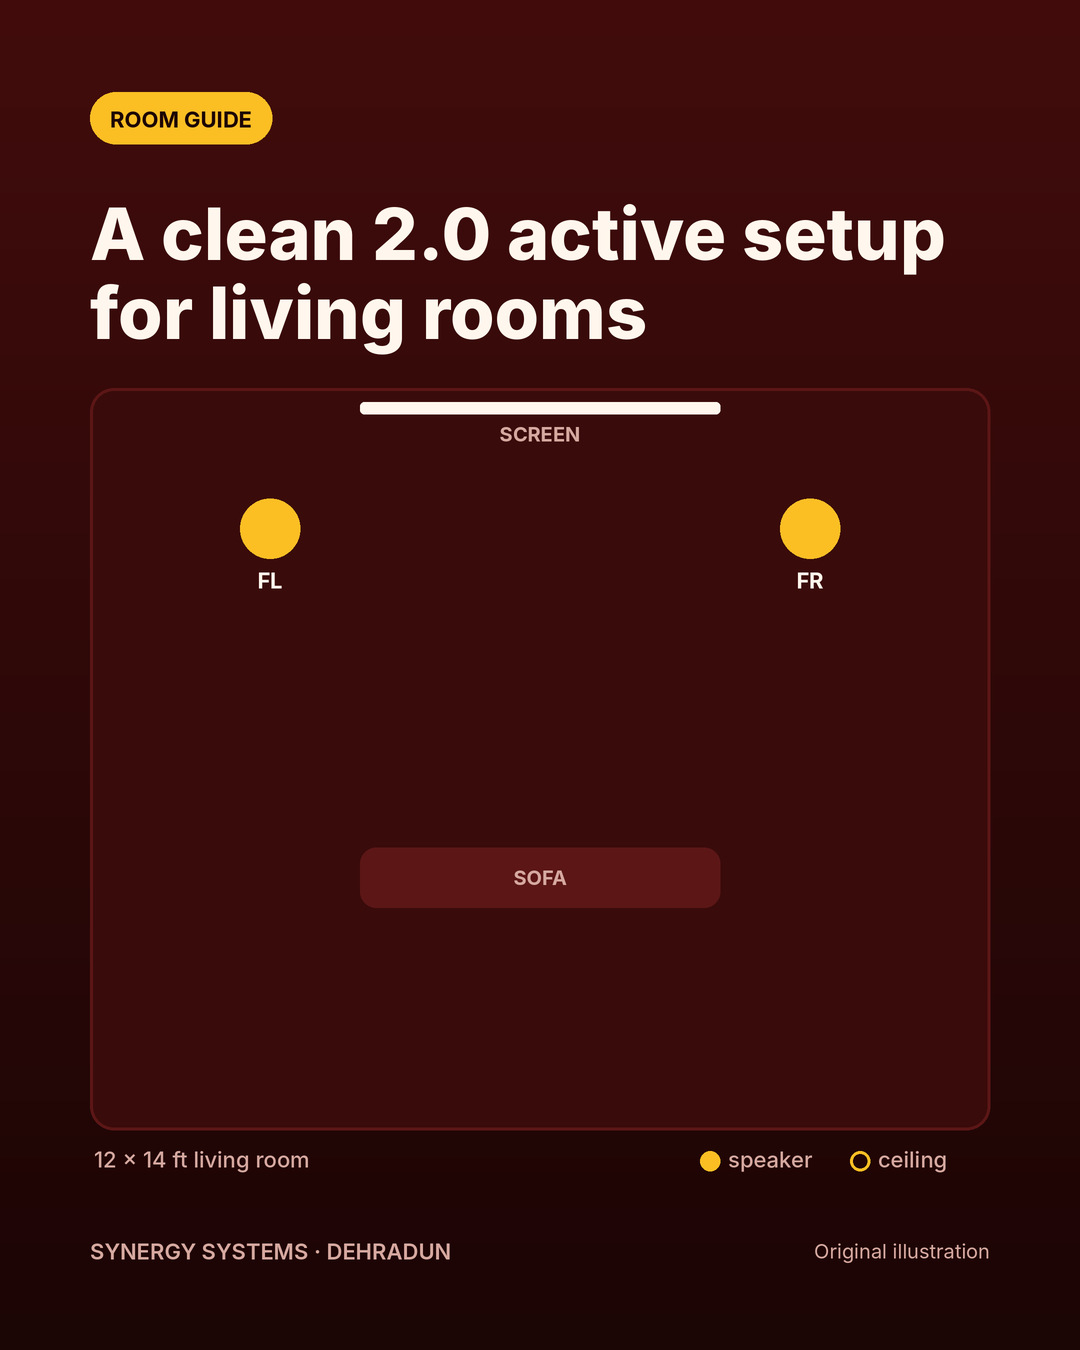 ROOM GUIDE
A clean 2.0 active setup
for living rooms
SCREEN
FL
FR
SOFA
12 × 14 ft living room
speaker
ceiling
SYNERGY SYSTEMS · DEHRADUN
Original illustration